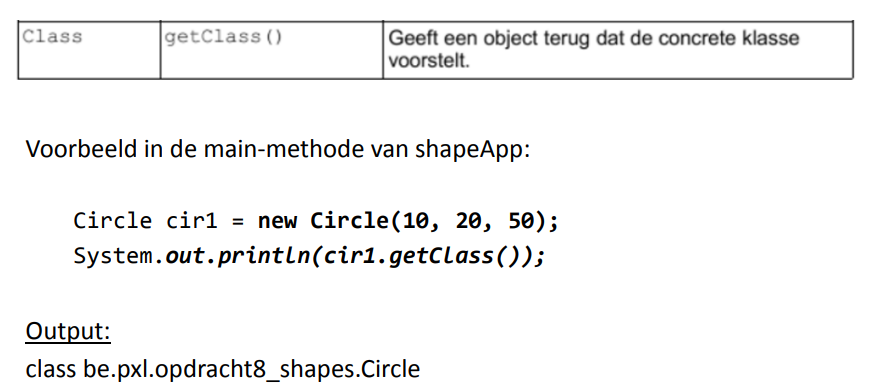 Class getClass() Geeft een object terug dat de concrete klasse
voorstelt.
Voorbeeld in de main-methode van shapeApp:
Circle cir1 = new Circle(10, 20, 50);
System.out.println(cir1.getClass());
Output:
class be.pxl.opdracht8_shapes.Circle